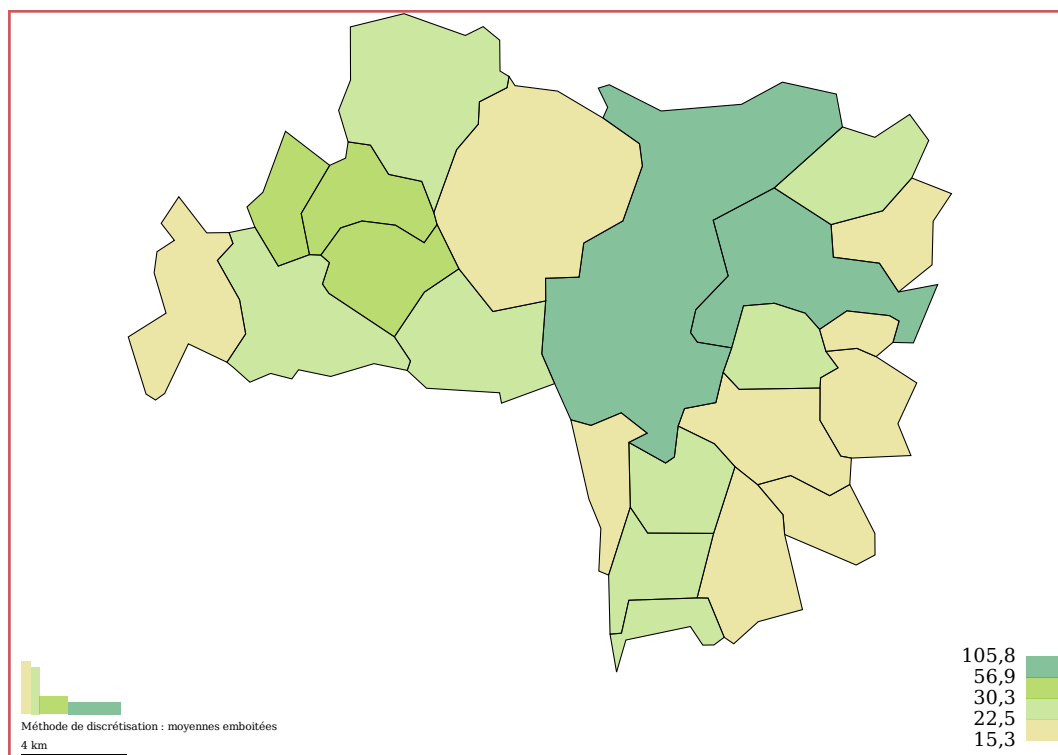 105,8
56,9
30,3
22,5
15,3
Méthode de discrétisation : moyennes emboitées
4 km